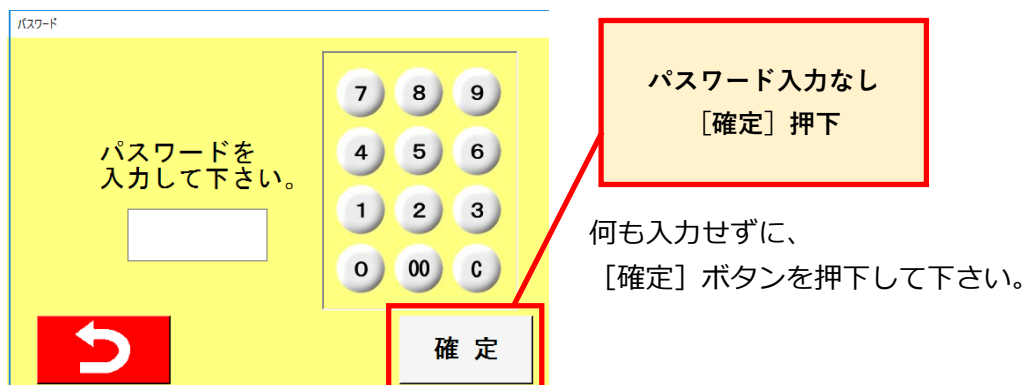 パスワード
パスワードを
入力して下さい。
7 8 9
4 5 6
1 2 3
0 00 C
確 定
パスワード入力なし
［確定］押下
何も入力せずに、
［確定］ボタンを押下して下さい。